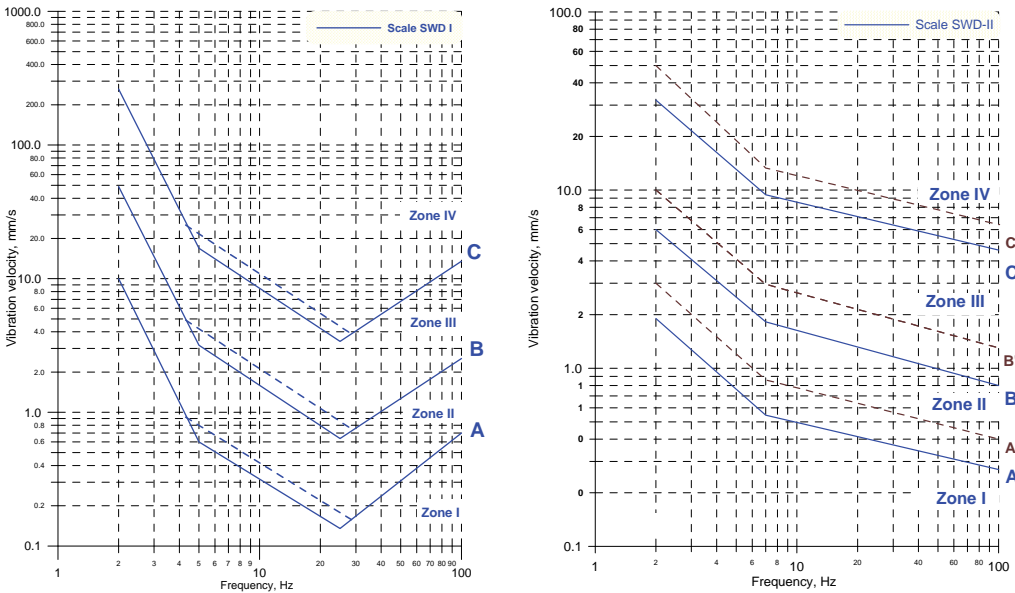 1000.0
800.0
600.0
400.0
200.0
100.0
80.0
60.0
40.0
20.0
10.0
8.0
6.0
4.0
2.0
1.0
0.8
0.6
0.4
0.2
0.1
Vibration velocity, mm/s
Scale SWD I
Zone IV
C
Zone III
B
Zone II
A
Zone I
1 2 3 4 5 6 7 8 9 10 20 30 40 50 60 70 80 90 100
Frequency, Hz
100.0
80
60
40
20
10.0
8
6
4
2
1.0
1
1
0
0
0.1
Vibration velocity, mm/s
Scale SWD-II
Zone IV
C
C
Zone III
B
B
Zone II
A
A
Zone I
1 2 4 6 8 10 20 40 60 80 100
Frequency, Hz